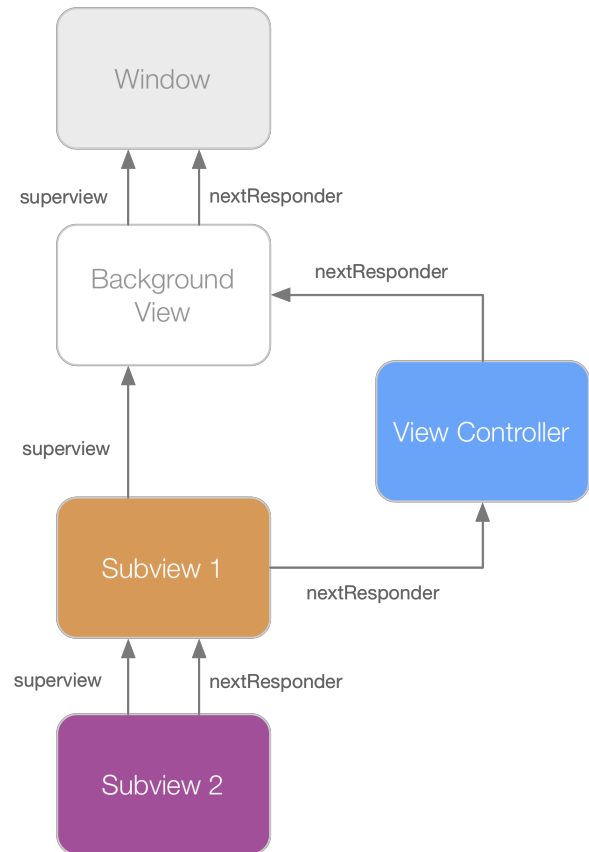 Window
superview
nextResponder
Background
View
nextResponder
View Controller
superview
Subview 1
nextResponder
superview
nextResponder
Subview 2